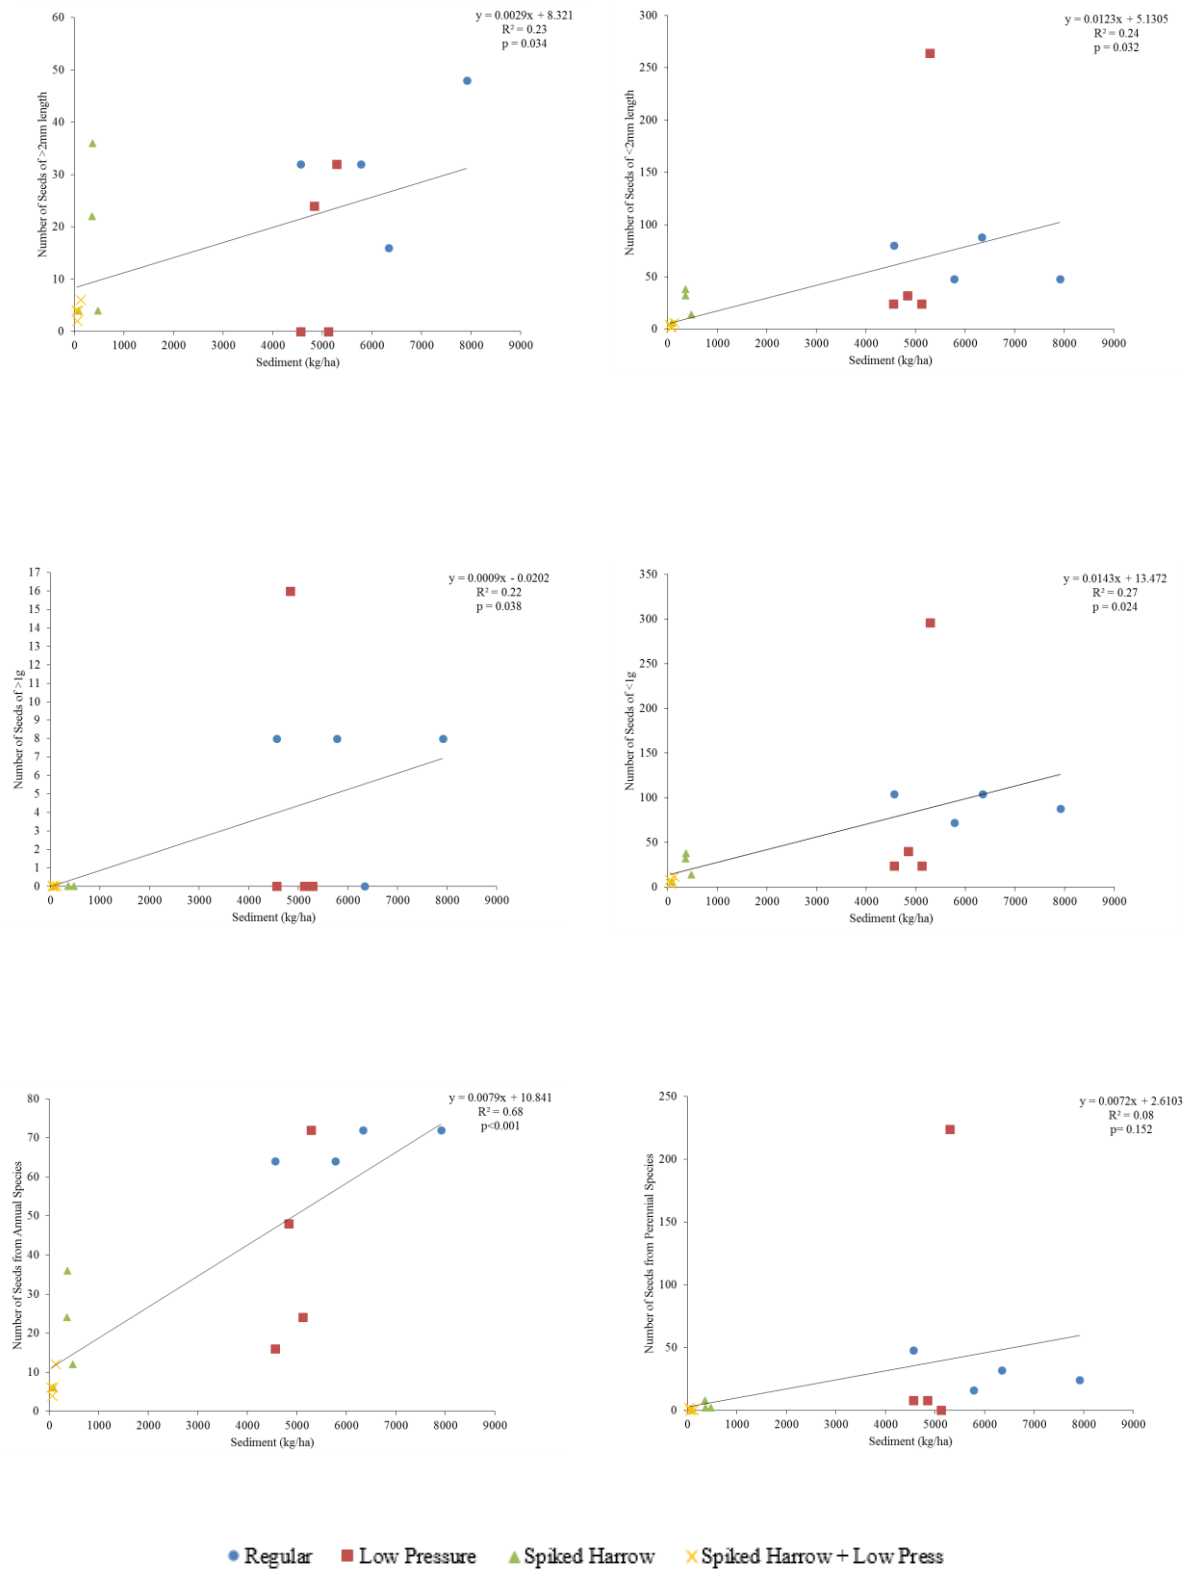 y = 0.0029x + 8.321
R² = 0.23
p = 0.034
60
50
40
30
20
10
0
Number of Seeds of >2mm length
0 1000 2000 3000 4000 5000 6000 7000 8000 9000
Sediment (kg/ha)
y = 0.0123x + 5.1305
R² = 0.24
p = 0.032
300
250
200
150
100
50
0
Number of Seeds of <2mm length
0 1000 2000 3000 4000 5000 6000 7000 8000 9000
Sediment (kg/ha)
y = 0.0009x - 0.0202
R² = 0.22
p = 0.038
17
16
15
14
13
12
11
10
9
8
7
6
5
4
3
2
1
0
Number of Seeds of >1g
0 1000 2000 3000 4000 5000 6000 7000 8000 9000
Sediment (kg/ha)
y = 0.0143x + 13.472
R² = 0.27
p = 0.024
350
300
250
200
150
100
50
0
Number of Seeds of <1g
0 1000 2000 3000 4000 5000 6000 7000 8000 9000
Sediment (kg/ha)
y = 0.0079x + 10.841
R² = 0.68
p<0.001
80
70
60
50
40
30
20
10
0
Number of Seeds from Annual Species
0 1000 2000 3000 4000 5000 6000 7000 8000 9000
Sediment (kg/ha)
y = 0.0072x + 2.6103
R² = 0.08
p= 0.152
250
200
150
100
50
0
Number of Seeds from Perennial Species
0 1000 2000 3000 4000 5000 6000 7000 8000 9000
Sediment (kg/ha)
Regular Low Pressure Spiked Harrow Spiked Harrow + Low Press